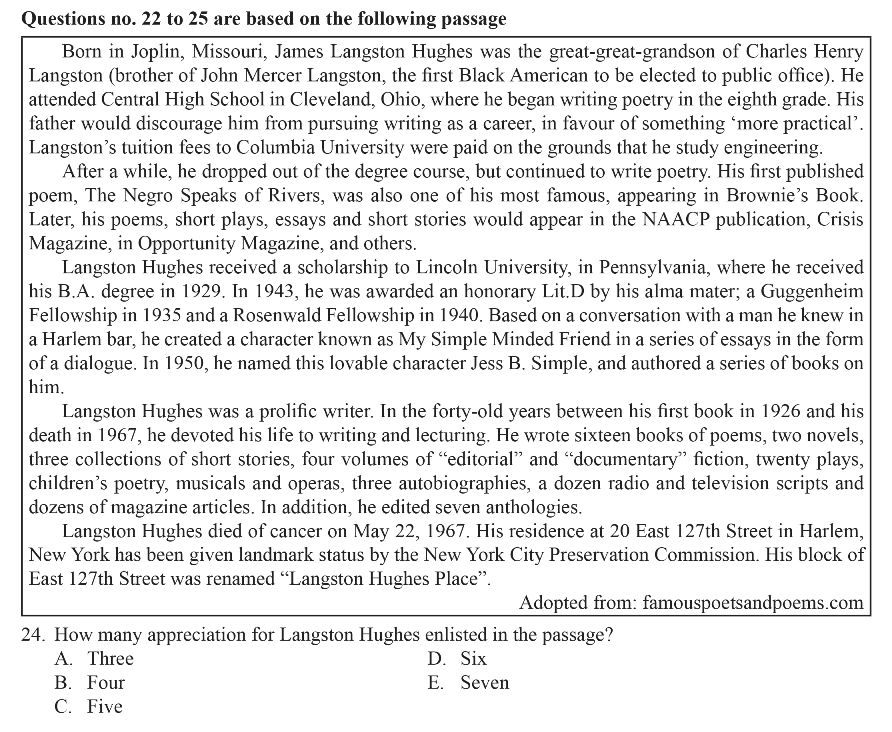 Questions no. 22 to 25 are based on the following passage
Born in Joplin, Missouri, James Langston Hughes was the great-great-grandson of Charles Henry
Langston (brother of John Mercer Langston, the first Black American to be elected to public office). He
attended Central High School in Cleveland, Ohio, where he began writing poetry in the eighth grade. His
father would discourage him from pursuing writing as a career, in favour of something ‘more practical’.
Langston’s tuition fees to Columbia University were paid on the grounds that he study engineering.
After a while, he dropped out of the degree course, but continued to write poetry. His first published
poem, The Negro Speaks of Rivers, was also one of his most famous, appearing in Brownie’s Book.
Later, his poems, short plays, essays and short stories would appear in the NAACP publication, Crisis
Magazine, in Opportunity Magazine, and others.
Langston Hughes received a scholarship to Lincoln University, in Pennsylvania, where he received
his B.A. degree in 1929. In 1943, he was awarded an honorary Lit.D by his alma mater; a Guggenheim
Fellowship in 1935 and a Rosenwald Fellowship in 1940. Based on a conversation with a man he knew in
a Harlem bar, he created a character known as My Simple Minded Friend in a series of essays in the form
of a dialogue. In 1950, he named this lovable character Jess B. Simple, and authored a series of books on
him.
Langston Hughes was a prolific writer. In the forty-old years between his first book in 1926 and his
death in 1967, he devoted his life to writing and lecturing. He wrote sixteen books of poems, two novels,
three collections of short stories, four volumes of “editorial” and “documentary” fiction, twenty plays,
children’s poetry, musicals and operas, three autobiographies, a dozen radio and television scripts and
dozens of magazine articles. In addition, he edited seven anthologies.
Langston Hughes died of cancer on May 22, 1967. His residence at 20 East 127th Street in Harlem,
New York has been given landmark status by the New York City Preservation Commission. His block of
East 127th Street was renamed “Langston Hughes Place”.
Adopted from: famouspoetsandpoems.com
24. How many appreciation for Langston Hughes enlisted in the passage?
A. Three
B. Four
C. Five
D. Six
E. Seven